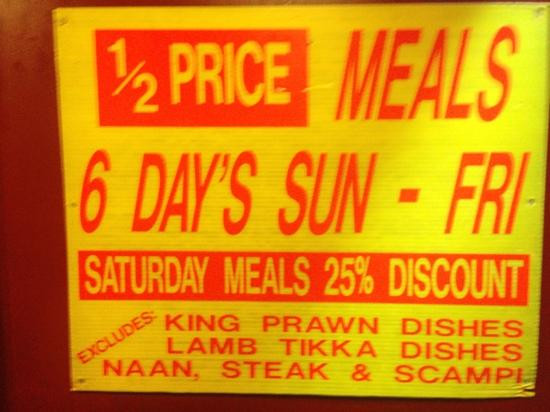 1/2 PRICE MEALS
6 DAY'S SUN - FRI
SATURDAY MEALS 25% DISCOUNT
EXCLUDES: KING PRAWN DISHES
LAMB TIKKA DISHES
NAAN, STEAK & SCAMPI